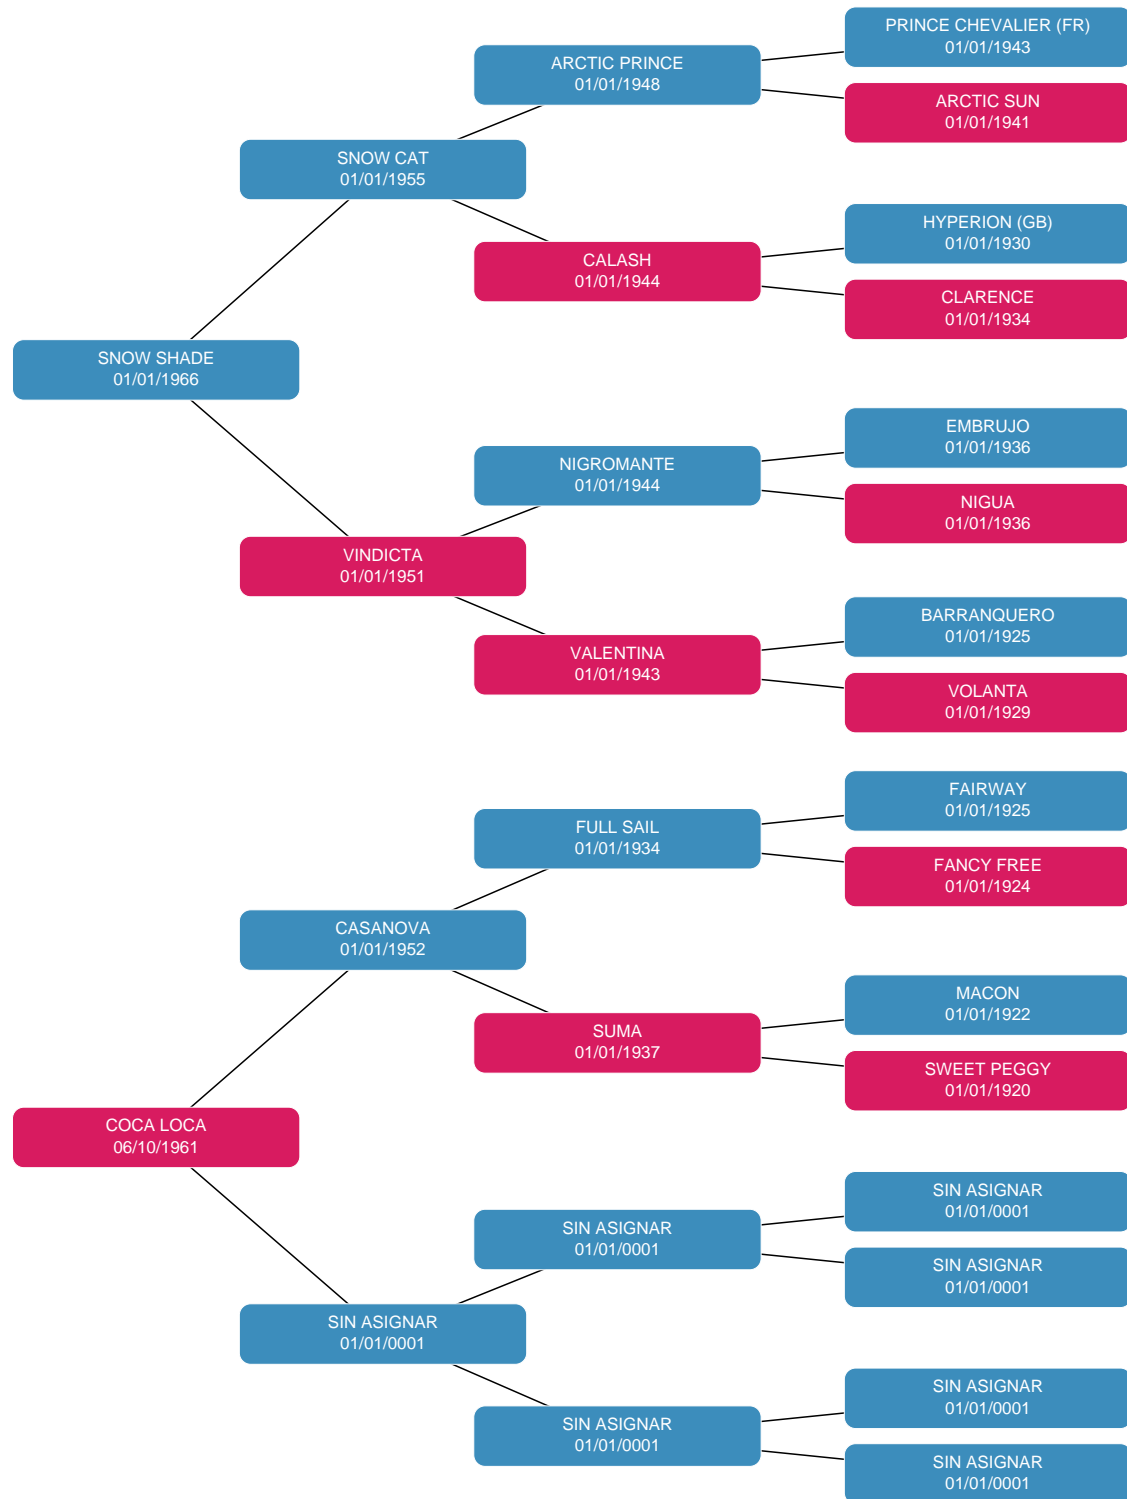 PRINCE CHEVALIER (FR)
01/01/1943
ARCTIC PRINCE
01/01/1948
ARCTIC SUN
01/01/1941
SNOW CAT
01/01/1955
HYPERION (GB)
01/01/1930
CALASH
01/01/1944
CLARENCE
01/01/1934
SNOW SHADE
01/01/1966
EMBRUJO
01/01/1936
NIGROMANTE
01/01/1944
NIGUA
01/01/1936
VINDICTA
01/01/1951
BARRANQUERO
01/01/1925
VALENTINA
01/01/1943
VOLANTA
01/01/1929
FAIRWAY
01/01/1925
FULL SAIL
01/01/1934
FANCY FREE
01/01/1924
CASANOVA
01/01/1952
MACON
01/01/1922
SUMA
01/01/1937
SWEET PEGGY
01/01/1920
COCA LOCA
06/10/1961
SIN ASIGNAR
01/01/0001
SIN ASIGNAR
01/01/0001
SIN ASIGNAR
01/01/0001
SIN ASIGNAR
01/01/0001
SIN ASIGNAR
01/01/0001
SIN ASIGNAR
01/01/0001
SIN ASIGNAR
01/01/0001